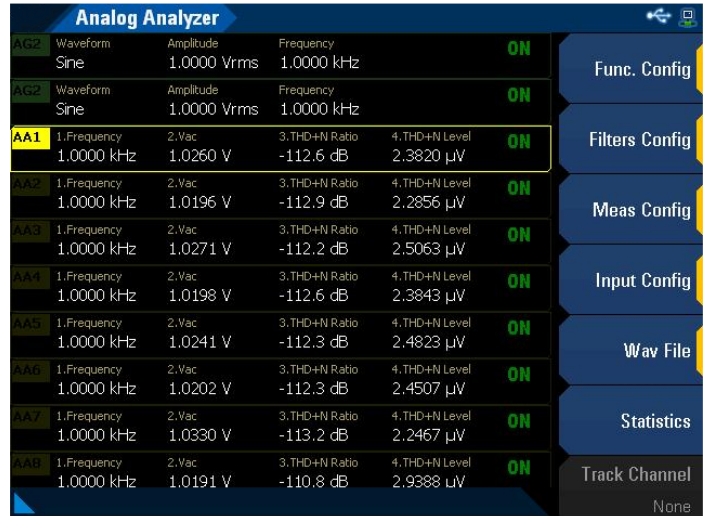 Analog Analyzer
AG2 Waveform Amplitude Frequency ON
Sine 1.0000 Vrms 1.0000 kHz
AG2 Waveform Amplitude Frequency ON
Sine 1.0000 Vrms 1.0000 kHz
AA1 1.Frequency 2.Vac 3.THD+N Ratio 4.THD+N Level ON
1.0000 kHz 1.0260 V -112.6 dB 2.3820 µV
AA2 1.Frequency 2.Vac 3.THD+N Ratio 4.THD+N Level ON
1.0000 kHz 1.0196 V -112.9 dB 2.2856 µV
AA3 1.Frequency 2.Vac 3.THD+N Ratio 4.THD+N Level ON
1.0000 kHz 1.0271 V -112.2 dB 2.5063 µV
AA4 1.Frequency 2.Vac 3.THD+N Ratio 4.THD+N Level ON
1.0000 kHz 1.0198 V -112.6 dB 2.3843 µV
AA5 1.Frequency 2.Vac 3.THD+N Ratio 4.THD+N Level ON
1.0000 kHz 1.0241 V -112.3 dB 2.4823 µV
AA6 1.Frequency 2.Vac 3.THD+N Ratio 4.THD+N Level ON
1.0000 kHz 1.0202 V -112.3 dB 2.4507 µV
AA7 1.Frequency 2.Vac 3.THD+N Ratio 4.THD+N Level ON
1.0000 kHz 1.0330 V -113.2 dB 2.2467 µV
AA8 1.Frequency 2.Vac 3.THD+N Ratio 4.THD+N Level ON
1.0000 kHz 1.0191 V -110.8 dB 2.9388 µV
Func. Config
Filters Config
Meas Config
Input Config
Wav File
Statistics
Track Channel
None